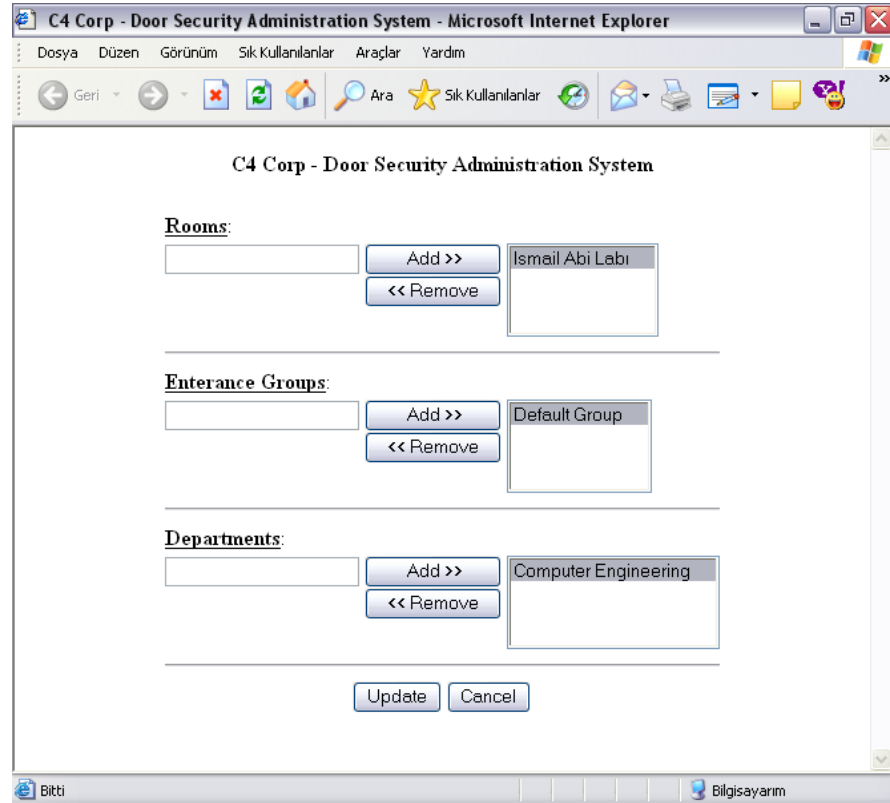 C4 Corp - Door Security Administration System - Microsoft Internet Explorer
Dosya Düzen Görünüm Sık Kullanılanlar Araçlar Yardım
Geri Ara Sık Kullanılanlar »
C4 Corp - Door Security Administration System
Rooms:
Add >> Ismail Abi Labı
<< Remove
Enterance Groups:
Add >> Default Group
<< Remove
Departments:
Add >> Computer Engineering
<< Remove
Update Cancel
Bitti Bilgisayarım